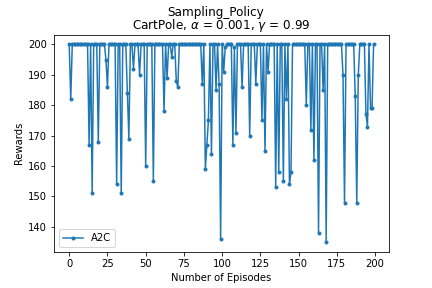 Sampling_Policy
CartPole, α = 0.001, γ = 0.99
200
190
180
170
160
150
140
Rewards
A2C
0 25 50 75 100 125 150 175 200
Number of Episodes